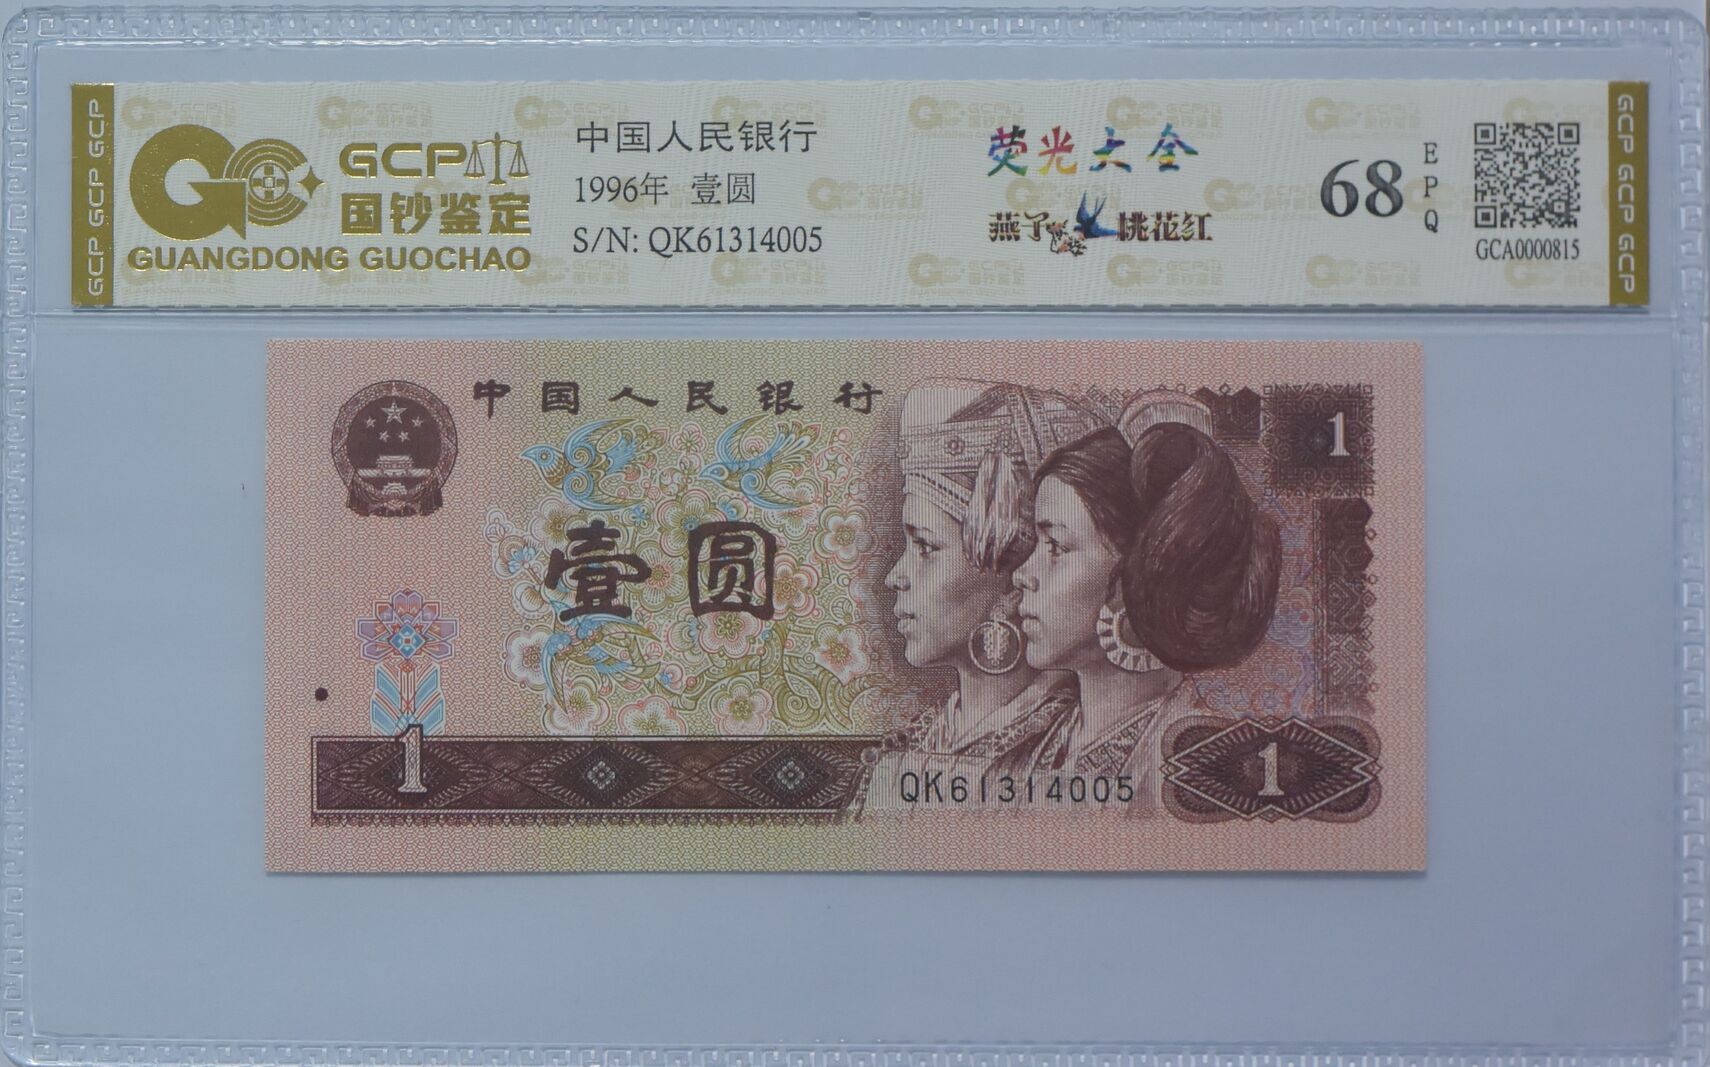 GCP GCP GCP
GCP
国钞鉴定
GUANGDONG GUOCHAO
中国人民银行
1996年 壹圆
S/N: QK61314005
荧光大全
燕子 桃花红
68
EPQ
GCA0000815
GCP GCP GCP
中国人民银行
1
壹圆
1
QK61314005
1